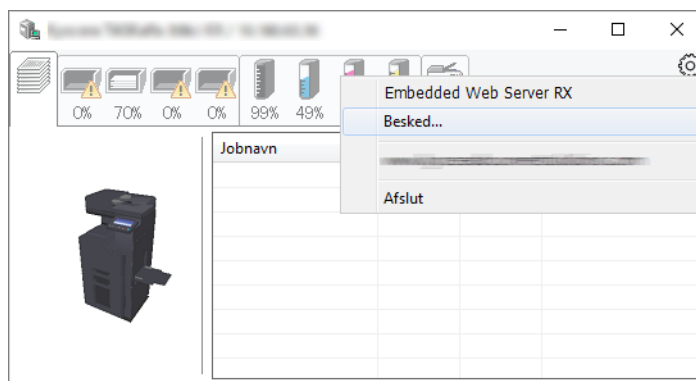 0% 70% 0% 0% 99% 49%
Embedded Web Server RX
Besked...
Afslut
Jobnavn